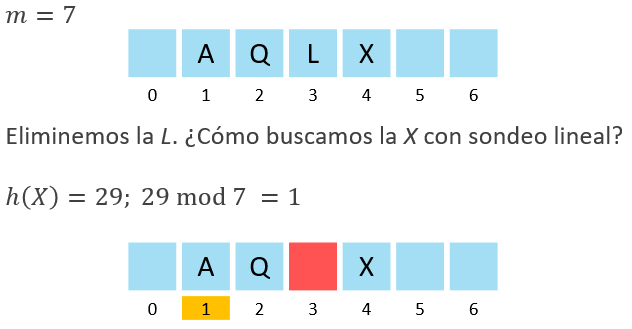 m = 7
A Q L X
0 1 2 3 4 5 6
Eliminemos la L. ¿Cómo buscamos la X con sondeo lineal?
h(X) = 29; 29 mod 7 = 1
A Q X
0 1 2 3 4 5 6